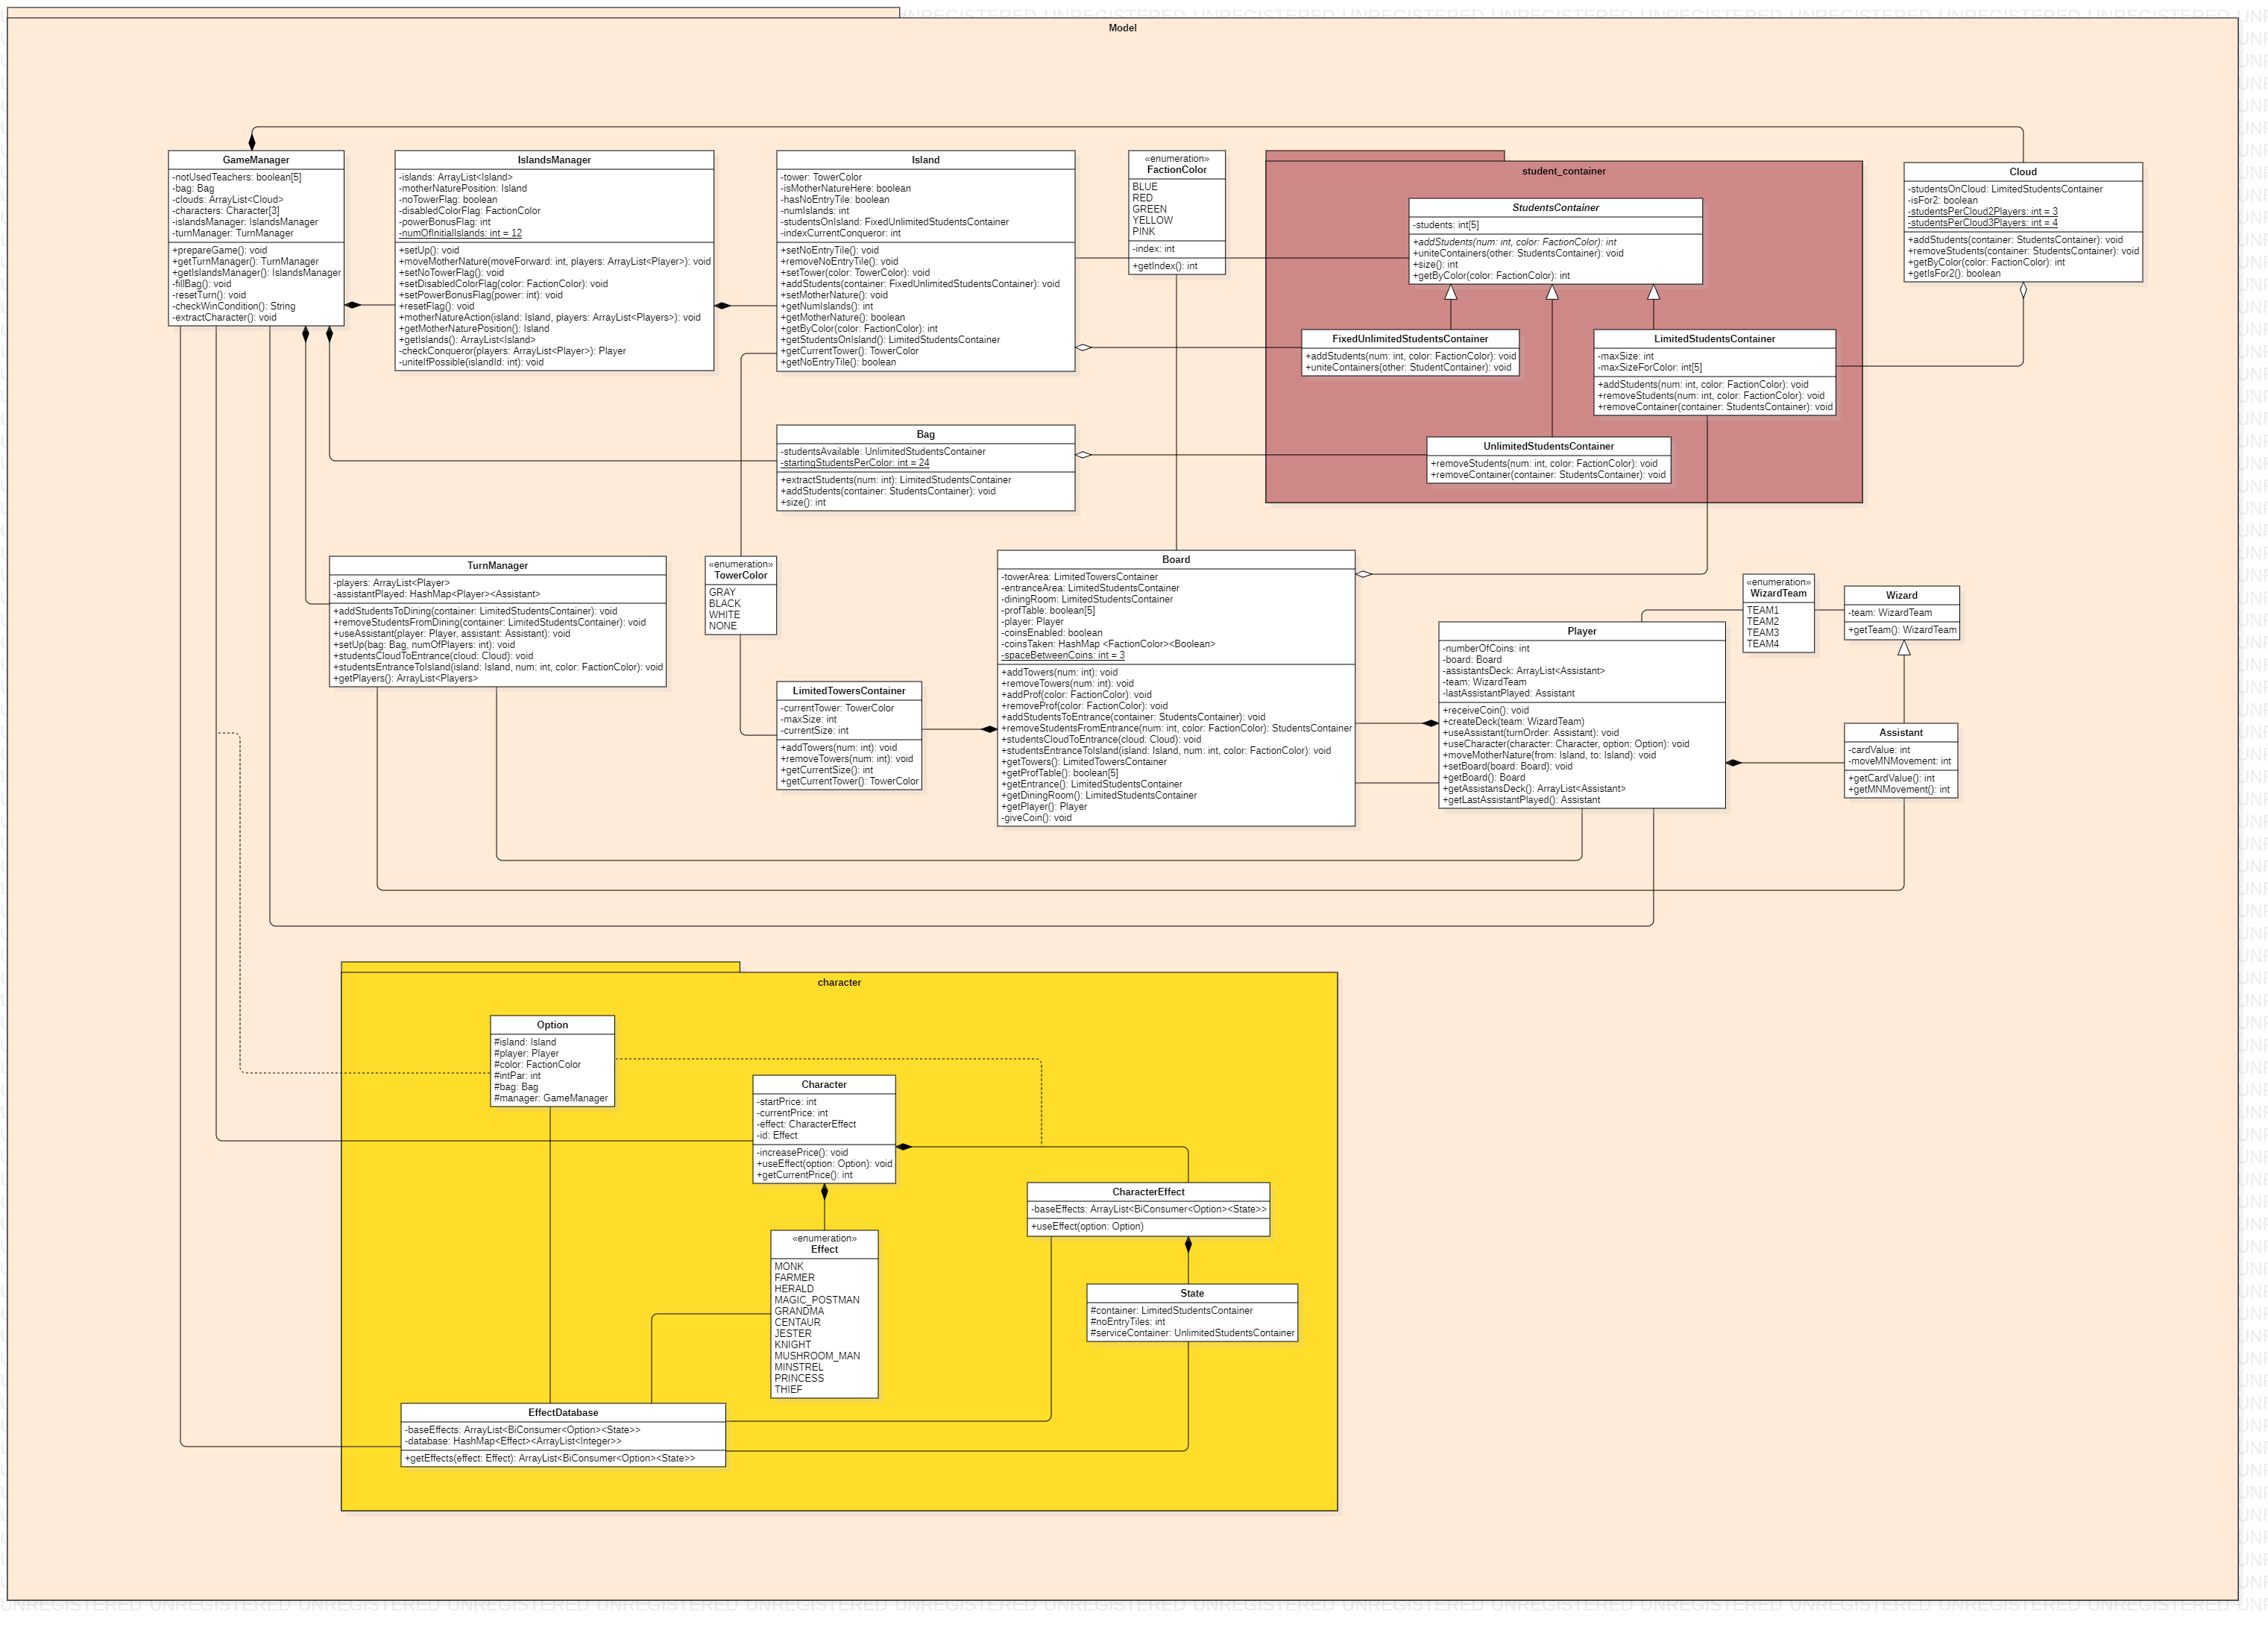 Model
GameManager
-notUsedTeachers: boolean[5]
-bag: Bag
-clouds: ArrayList<Cloud>
-characters: Character[3]
-islandsManager: IslandsManager
-turnManager: TurnManager
+prepareGame(): void
+getTurnManager(): TurnManager
+getIslandsManager(): IslandsManager
-fillBag(): void
-resetTurn(): void
-checkWinCondition(): String
-extractCharacter(): void
IslandsManager
-islands: ArrayList<Island>
-motherNaturePosition: Island
-noTowerFlag: boolean
-disabledColorFlag: FactionColor
-powerBonusFlag: int
-numOfInitialIslands: int = 12
+setUp(): void
+moveMotherNature(moveForward: int, players: ArrayList<Player>): void
+setNoTowerFlag(): void
+setDisabledColorFlag(color: FactionColor): void
+setPowerBonusFlag(power: int): void
+resetFlag(): void
+motherNatureAction(island: Island, players: ArrayList<Players>): void
+getMotherNaturePosition(): Island
+getIslands(): ArrayList<Island>
-checkConqueror(players: ArrayList<Player>): Player
-uniteIfPossible(islandId: int): void
Island
-tower: TowerColor
-isMotherNatureHere: boolean
-hasNoEntryTile: boolean
-numIslands: int
-studentsOnIsland: FixedUnlimitedStudentsContainer
-indexCurrentConqueror: int
+setNoEntryTile(): void
+removeNoEntryTile(): void
+setTower(color: TowerColor): void
+addStudents(container: FixedUnlimitedStudentsContainer): void
+setMotherNature(): void
+getNumIslands(): int
+getMotherNature(): boolean
+getByColor(color: FactionColor): int
+getStudentsOnIsland(): LimitedStudentsContainer
+getCurrentTower(): TowerColor
+getNoEntryTile(): boolean
«enumeration»
FactionColor
BLUE
RED
GREEN
YELLOW
PINK
-index: int
+getIndex(): int
student_container
StudentsContainer
-students: int[5]
+addStudents(num: int, color: FactionColor): int
+uniteContainers(other: StudentsContainer): void
+size(): int
+getByColor(color: FactionColor): int
FixedUnlimitedStudentsContainer
+addStudents(num: int, color: FactionColor): void
+uniteContainers(other: StudentContainer): void
LimitedStudentsContainer
-maxSize: int
-maxSizeForColor: int[5]
+addStudents(num: int, color: FactionColor): void
+removeStudents(num: int, color: FactionColor): void
+removeContainer(container: StudentsContainer): void
UnlimitedStudentsContainer
+removeStudents(num: int, color: FactionColor): void
+removeContainer(container: StudentsContainer): void
Cloud
-studentsOnCloud: LimitedStudentsContainer
-isFor2: boolean
-studentsPerCloud2Players: int = 3
-studentsPerCloud3Players: int = 4
+addStudents(container: StudentsContainer): void
+removeStudents(container: StudentsContainer): void
+getByColor(color: FactionColor): int
+getIsFor2(): boolean
Bag
-studentsAvailable: UnlimitedStudentsContainer
-startingStudentsPerColor: int = 24
+extractStudents(num: int): LimitedStudentsContainer
+addStudents(container: StudentsContainer): void
+size(): int
TurnManager
-players: ArrayList<Player>
-assistantPlayed: HashMap<Player><Assistant>
+addStudentsToDining(container: LimitedStudentsContainer): void
+removeStudentsFromDining(container: LimitedStudentsContainer): void
+useAssistant(player: Player, assistant: Assistant): void
+setUp(bag: Bag, numOfPlayers: int): void
+studentsCloudToEntrance(cloud: Cloud): void
+studentsEntranceToIsland(island: Island, num: int, color: FactionColor): void
+getPlayers(): ArrayList<Players>
«enumeration»
TowerColor
GRAY
BLACK
WHITE
NONE
LimitedTowersContainer
-currentTower: TowerColor
-maxSize: int
-currentSize: int
+addTowers(num: int): void
+removeTowers(num: int): void
+getCurrentSize(): int
+getCurrentTower(): TowerColor
Board
-towerArea: LimitedTowersContainer
-entranceArea: LimitedStudentsContainer
-diningRoom: LimitedStudentsContainer
-profTable: boolean[5]
-player: Player
-coinsEnabled: boolean
-coinsTaken: HashMap <FactionColor><Boolean>
-spaceBetweenCoins: int = 3
+addTowers(num: int): void
+removeTowers(num: int): void
+addProf(color: FactionColor): void
+removeProf(color: FactionColor): void
+addStudentsToEntrance(container: StudentsContainer): void
+removeStudentsFromEntrance(num: int, color: FactionColor): StudentsContainer
+studentsCloudToEntrance(cloud: Cloud): void
+studentsEntranceToIsland(island: Island, num: int, color: FactionColor): void
+getTowers(): LimitedTowersContainer
+getProfTable(): boolean[5]
+getEntrance(): LimitedStudentsContainer
+getDiningRoom(): LimitedStudentsContainer
+getPlayer(): Player
-giveCoin(): void
Player
-numberOfCoins: int
-board: Board
-assistantsDeck: ArrayList<Assistant>
-team: WizardTeam
-lastAssistantPlayed: Assistant
+receiveCoin(): void
+createDeck(team: WizardTeam)
+useAssistant(turnOrder: Assistant): void
+useCharacter(character: Character, option: Option): void
+moveMotherNature(from: Island, to: Island): void
+setBoard(board: Board): void
+getBoard(): Board
+getAssistansDeck(): ArrayList<Assistant>
+getLastAssistantPlayed(): Assistant
«enumeration»
WizardTeam
TEAM1
TEAM2
TEAM3
TEAM4
Wizard
-team: WizardTeam
+getTeam(): WizardTeam
Assistant
-cardValue: int
-moveMNMovement: int
+getCardValue(): int
+getMNMovement(): int
character
Option
#island: Island
#player: Player
#color: FactionColor
#intPar: int
#bag: Bag
#manager: GameManager
Character
-startPrice: int
-currentPrice: int
-effect: CharacterEffect
-id: Effect
-increasePrice(): void
+useEffect(option: Option): void
+getCurrentPrice(): int
«enumeration»
Effect
MONK
FARMER
HERALD
MAGIC_POSTMAN
GRANDMA
CENTAUR
JESTER
KNIGHT
MUSHROOM_MAN
MINSTREL
PRINCESS
THIEF
CharacterEffect
-baseEffects: ArrayList<BiConsumer<Option><State>>
+useEffect(option: Option)
State
#container: LimitedStudentsContainer
#noEntryTiles: int
#serviceContainer: UnlimitedStudentsContainer
EffectDatabase
-baseEffects: ArrayList<BiConsumer<Option><State>>
-database: HashMap<Effect><ArrayList<Integer>>
+getEffects(effect: Effect): ArrayList<BiConsumer<Option><State>>
UNREGISTERED UNREGISTERED UNREGISTERED UNREGISTERED UNREGISTERED UNREGISTERED UNREGISTERED UNREGISTERED UNREGISTERED UNREGISTERED UNREGISTERED UNREGISTERED UNREGISTERED UNREGISTERED UNREGISTERED